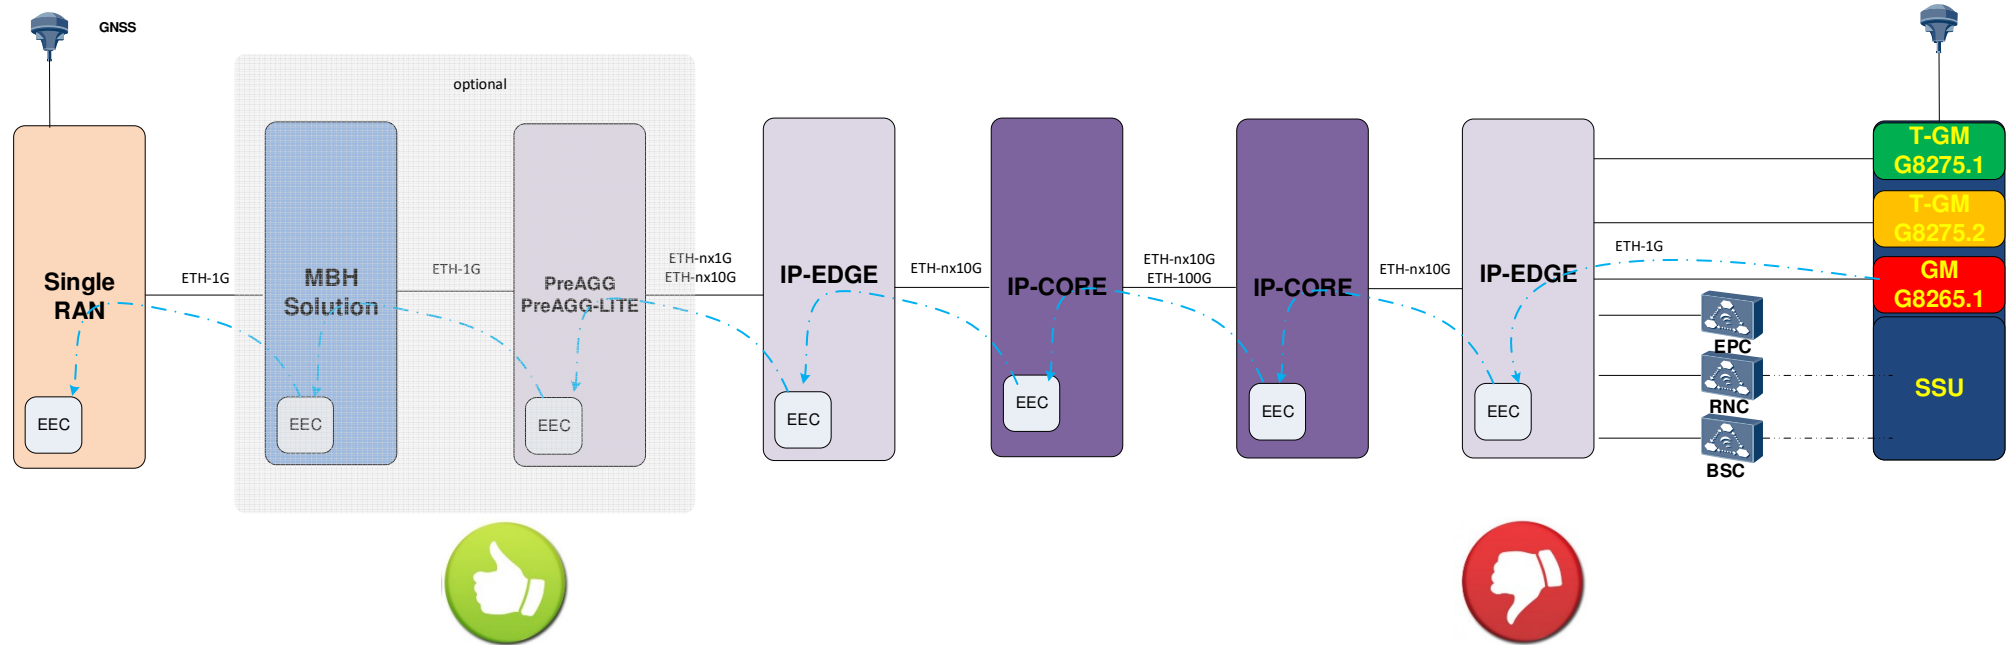 GNSS
optional
Single
RAN
EEC
ETH-1G
MBH
Solution
EEC
ETH-1G
PreAGG
PreAGG-LITE
EEC
ETH-nx1G
ETH-nx10G
IP-EDGE
EEC
ETH-nx10G
IP-CORE
EEC
ETH-nx10G
ETH-100G
IP-CORE
EEC
ETH-nx10G
IP-EDGE
EEC
ETH-1G
EPC
RNC
BSC
T-GM
G8275.1
T-GM
G8275.2
GM
G8265.1
SSU